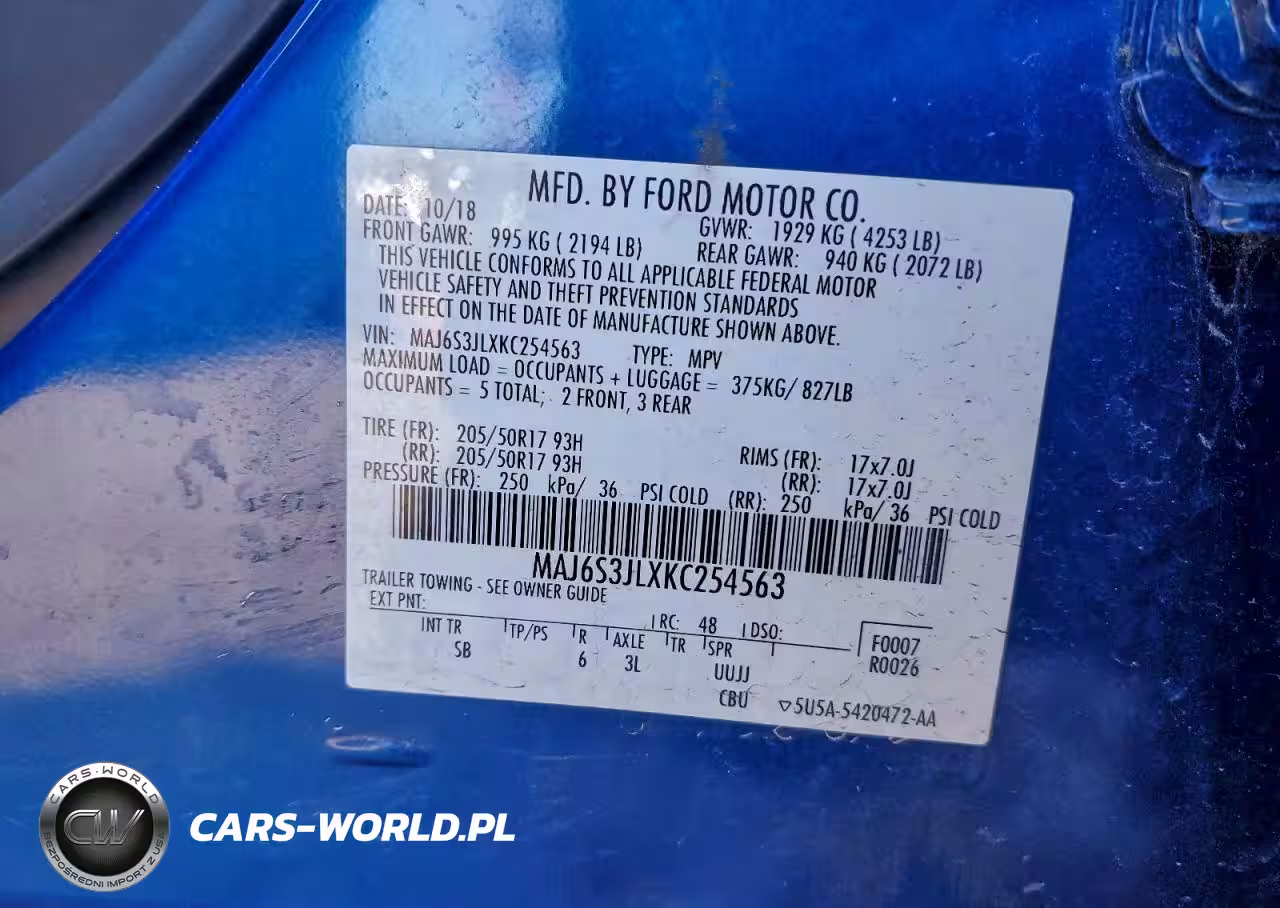 MFD. BY FORD MOTOR CO.
DATE: 10/18 GVWR: 1929 KG ( 4253 LB)
FRONT GAWR: 995 KG ( 2194 LB) REAR GAWR: 940 KG ( 2072 LB)
THIS VEHICLE CONFORMS TO ALL APPLICABLE FEDERAL MOTOR
VEHICLE SAFETY AND THEFT PREVENTION STANDARDS
IN EFFECT ON THE DATE OF MANUFACTURE SHOWN ABOVE.
VIN: MAJ6S3JLXKC254563 TYPE: MPV
MAXIMUM LOAD = OCCUPANTS + LUGGAGE = 375KG/ 827LB
OCCUPANTS = 5 TOTAL; 2 FRONT, 3 REAR
TIRE (FR): 205/50R17 93H RIMS (FR): 17x7.0J
(RR): 205/50R17 93H (RR): 17x7.0J
PRESSURE (FR): 250 kPa/ 36 PSI COLD (RR): 250 kPa/ 36 PSI COLD
MAJ6S3JLXKC254563
TRAILER TOWING - SEE OWNER GUIDE
EXT PNT: RC: 48 DSO:
INT TR TP/PS R AXLE TR SPR F0007
SB 6 3L UUJJ R0026
CBU ▽5U5A-5420472-AA
CARS-WORLD
CW
BEZPOŚREDNI IMPORT Z USA
CARS-WORLD.PL